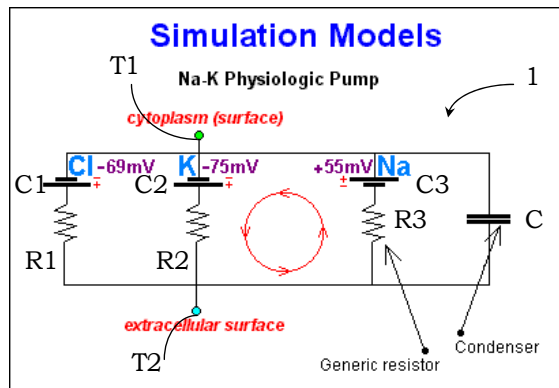 Simulation Models
T1
Na-K Physiologic Pump
1
cytoplasm (surface)
Cl -69mV K -75mV +55mV Na
C1 C2 C3
- + - + + -
R1 R2 R3 C
extracellular surface
T2
Generic resistor
Condenser